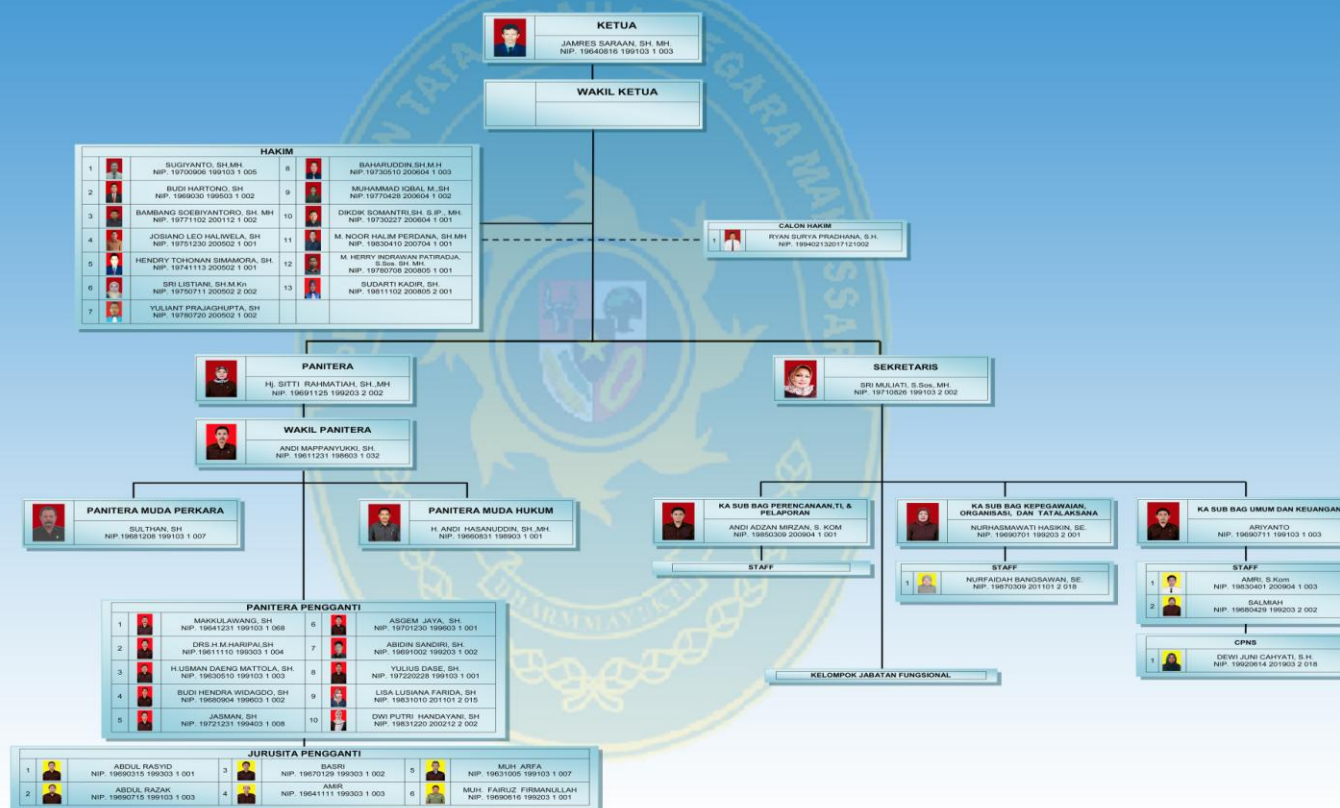 KETUA
JAMRES SARAAN, SH. MH.
NIP. 19640816 199103 1 003
WAKIL KETUA
HAKIM
1 SUGIYANTO, SH,MH.
NIP. 19700906 199103 1 005
8 BAHARUDDIN,SH,M.H
NIP.19730510 200604 1 003
2 BUDI HARTONO, SH
NIP. 1969030 199503 1 002
9 MUHAMMAD IQBAL M.,SH
NIP.19770428 200604 1 002
3 BAMBANG SOEBIYANTORO, SH. MH
NIP. 19771102 200112 1 002
10 DIKDIK SOMANTRI,SH. S.IP., MH.
NIP. 19730227 200604 1 001
4 JOSIANO LEO HALIWELA, SH
NIP. 19751230 200502 1 001
11 M. NOOR HALIM PERDANA, SH.MH
NIP. 19830410 200704 1 001
5 HENDRY TOHONAN SIMAMORA, SH.
NIP. 19741113 200502 1 001
12 M. HERRY INDRAWAN PATIRADJA,
S.Sos. SH. MH.
NIP. 19780708 200805 1 001
6 SRI LISTIANI, SH,M.Kn
NIP. 19750711 200502 2 002
13 SUDARTI KADIR, SH.
NIP. 19811102 200805 2 001
7 YULIANT PRAJAGHUPTA, SH
NIP. 19780720 200502 1 002
CALON HAKIM
1 RYAN SURYA PRADHANA, S.H.
NIP. 199402132017121002
PANITERA
Hj. SITTI RAHMATIAH, SH.,MH
NIP. 19691125 199203 2 002
SEKRETARIS
SRI MULIATI, S.Sos,.MH.
NIP. 19710826 199103 2 002
WAKIL PANITERA
ANDI MAPPANYUKKI, SH.
NIP. 19611231 198603 1 032
PANITERA MUDA PERKARA
SULTHAN, SH
NIP.19681208 199103 1 007
PANITERA MUDA HUKUM
H. ANDI HASANUDDIN, SH.,MH.
NIP. 19660831 198903 1 001
KA SUB BAG PERENCANAAN,TI, &
PELAPORAN
ANDI ADZAN MIRZAN, S. KOM
NIP. 19850309 200904 1 001
STAFF
KA SUB BAG KEPEGAWAIAN,
ORGANISASI, DAN TATALAKSANA
NURHASMAWATI HASIKIN, SE.
NIP. 19690701 199203 2 001
STAFF
1 NURFAIDAH BANGSAWAN, SE.
NIP. 19870309 201101 2 018
KA SUB BAG UMUM DAN KEUANGAN
ARIYANTO
NIP. 19690711 199103 1 003
STAFF
1 AMRI, S.Kom
NIP. 19830401 200904 1 003
2 SALMIAH
NIP. 19680429 199203 2 002
CPNS
1 DEWI JUNI CAHYATI, S.H.
NIP. 19920614 201903 2 018
KELOMPOK JABATAN FUNGSIONAL
PANITERA PENGGANTI
1 MAKKULAWANG, SH
NIP. 19641231 199103 1 068
6 ASGEM JAYA, SH.
NIP. 19701230 199603 1 001
2 DRS.H.M.HARIPAI,SH
NIP.19611110 199303 1 004
7 ABIDIN SANDIRI, SH.
NIP. 19691002 199203 1 002
3 H.USMAN DAENG MATTOLA, SH.
NIP. 19630510 199103 1 003
8 YULIUS DASE, SH.
NIP. 197220228 199103 1 001
4 BUDI HENDRA WIDAGDO, SH
NIP. 19680904 199603 1 002
9 LISA LUSIANA FARIDA, SH
NIP. 19831010 201101 2 015
5 JASMAN, SH
NIP. 19721231 199403 1 008
10 DWI PUTRI HANDAYANI, SH
NIP. 19831220 200212 2 002
JURUSITA PENGGANTI
1 ABDUL RASYID
NIP. 19690315 199303 1 001
3 BASRI
NIP. 19670129 199303 1 002
5 MUH ARFA
NIP. 19631005 199103 1 007
2 ABDUL RAZAK
NIP. 19690715 199103 1 003
4 AMIR
NIP. 19641111 199303 1 003
6 MUH. FAIRUZ FIRMANULLAH
NIP. 19690816 199203 1 001